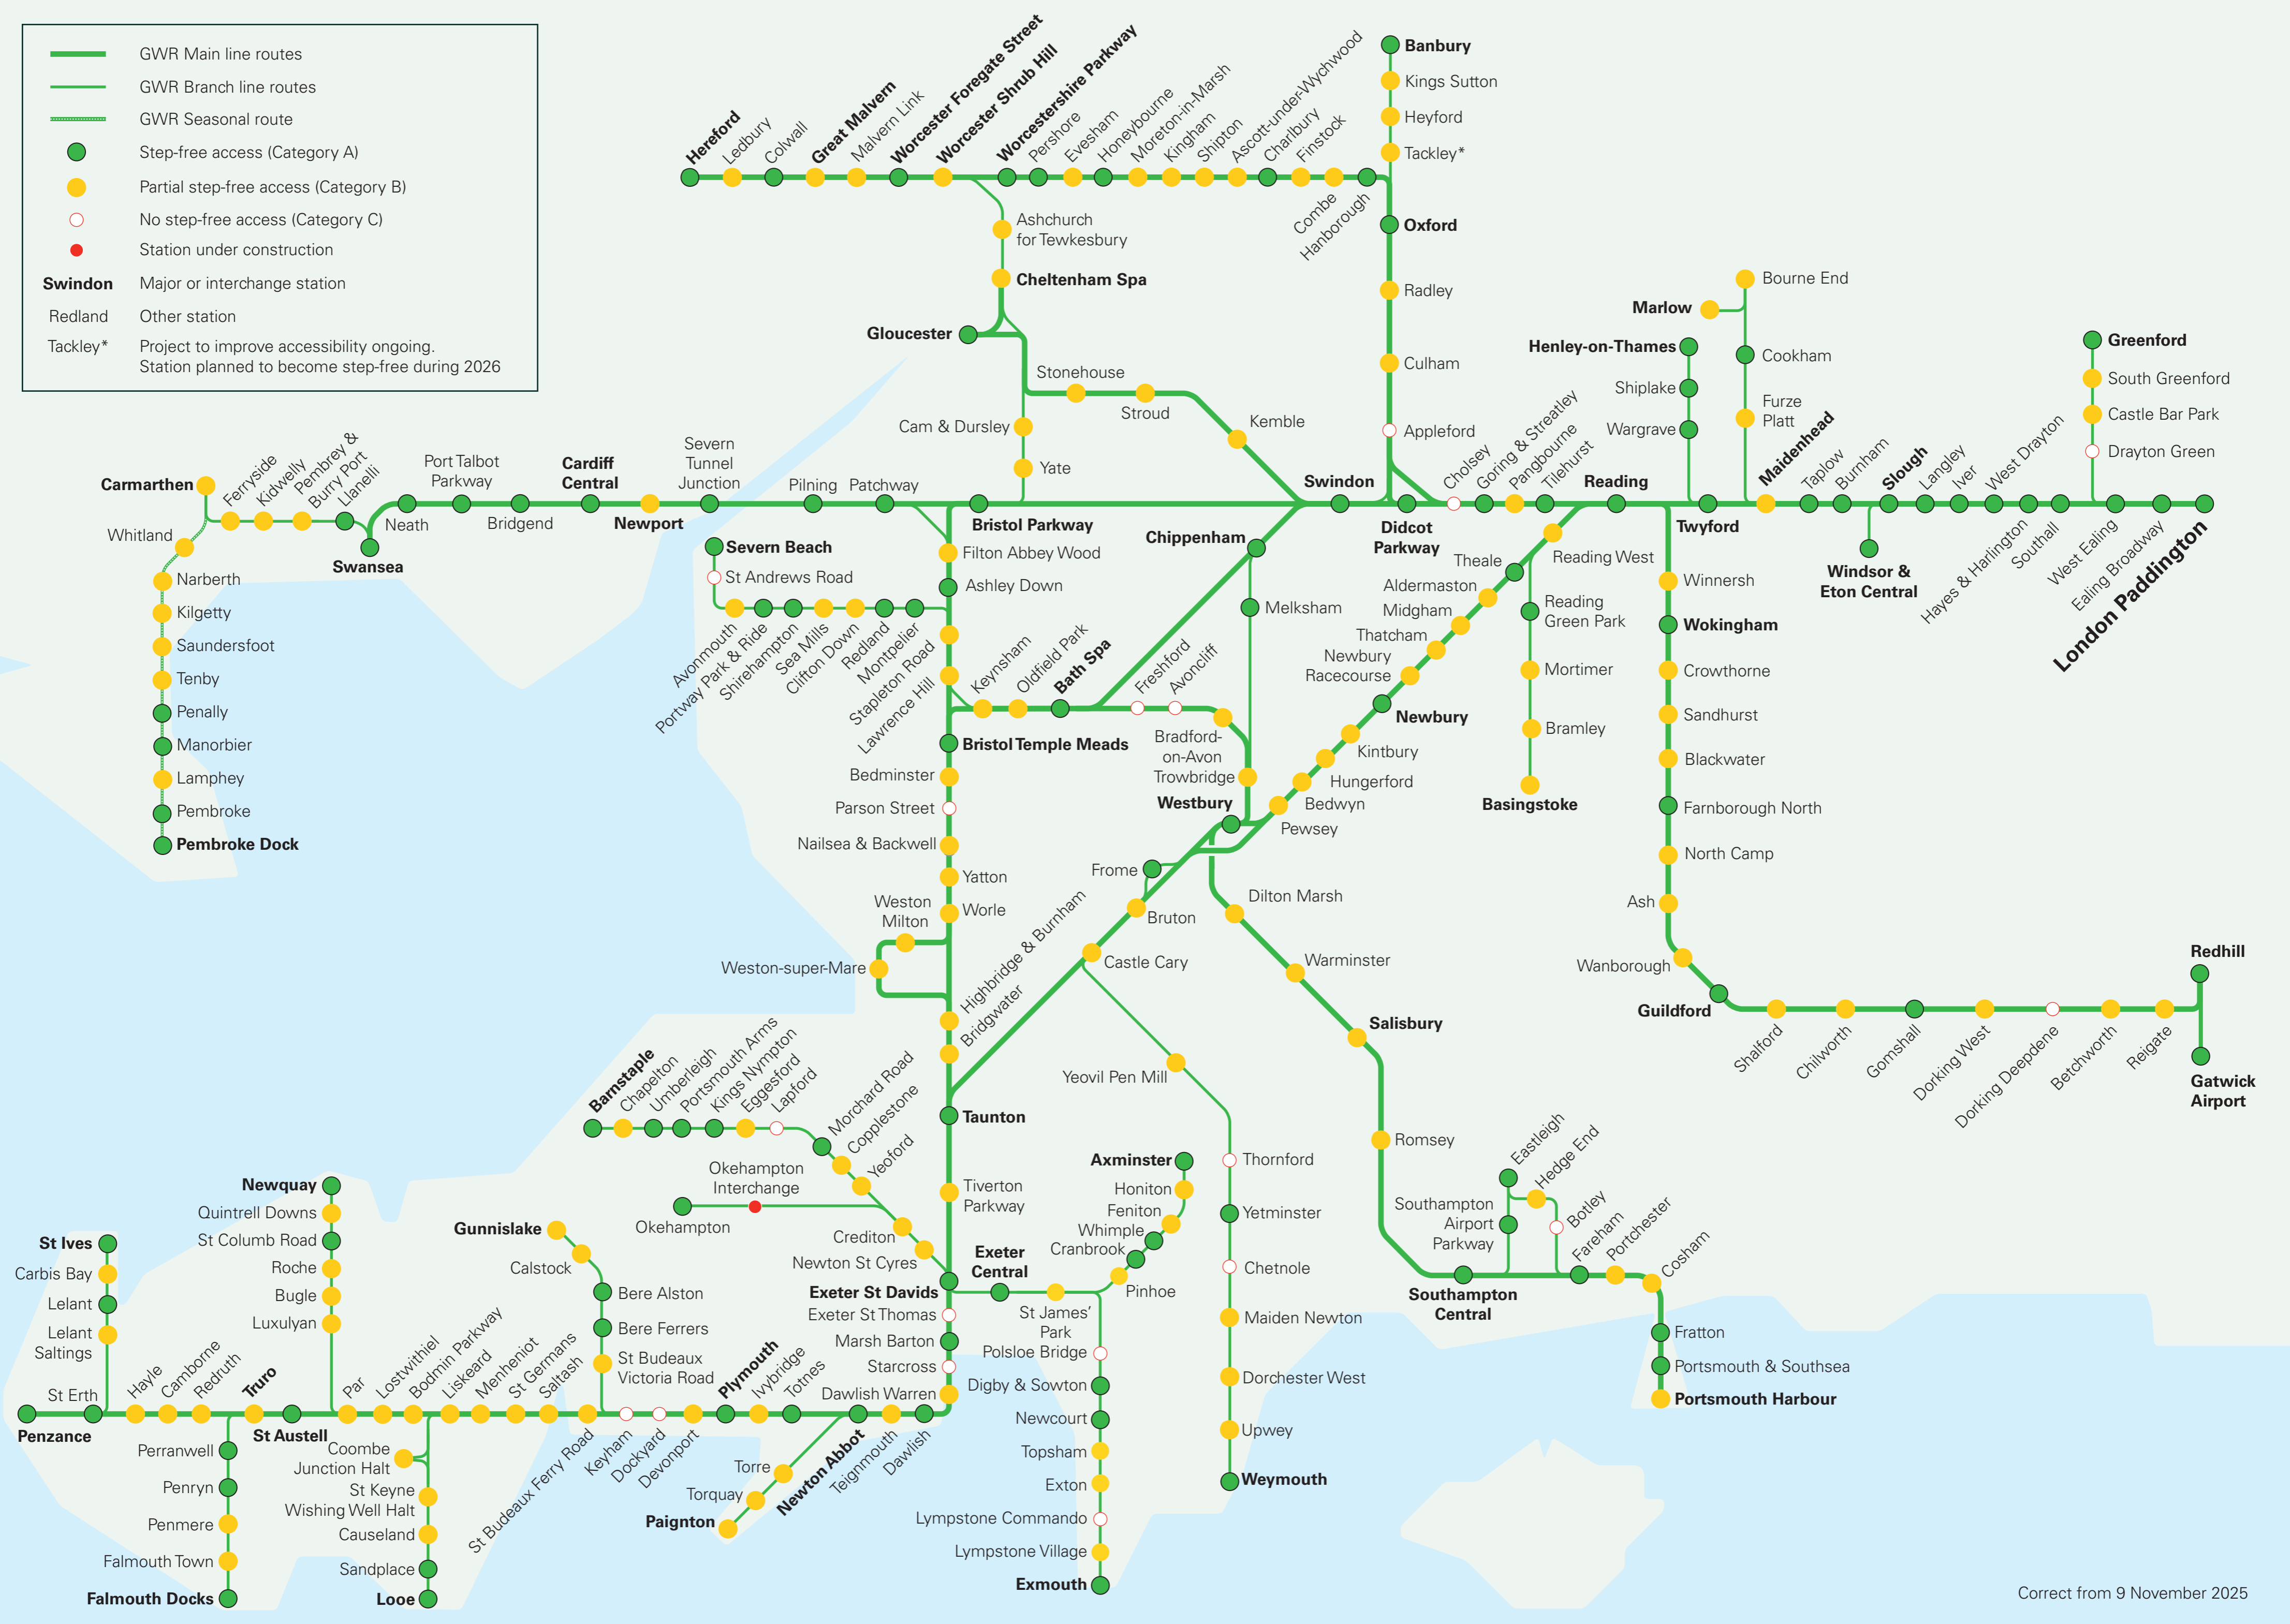 GWR Main line routes
GWR Branch line routes
GWR Seasonal route
Step-free access (Category A)
Partial step-free access (Category B)
No step-free access (Category C)
Station under construction
Swindon
Major or interchange station
Redland
Other station
Tackley*
Project to improve accessibility ongoing.
Station planned to become step-free during 2026
Hereford
Ledbury
Colwall
Great Malvern
Malvern Link
Worcester Foregate Street
Worcester Shrub Hill
Worcestershire Parkway
Pershore
Evesham
Honeybourne
Moreton-in-Marsh
Kingham
Shipton
Ascott-under-Wychwood
Charlbury
Finstock
Combe
Hanborough
Banbury
Kings Sutton
Heyford
Tackley*
Oxford
Radley
Culham
Appleford
Ashchurch
for Tewkesbury
Cheltenham Spa
Gloucester
Stonehouse
Stroud
Kemble
Cam & Dursley
Yate
Bourne End
Marlow
Cookham
Furze
Platt
Henley-on-Thames
Shiplake
Wargrave
Greenford
South Greenford
Castle Bar Park
Drayton Green
Carmarthen
Ferryside
Kidwelly
Pembrey &
Burry Port
Llanelli
Swansea
Neath
Port Talbot
Parkway
Bridgend
Cardiff
Central
Newport
Severn
Tunnel
Junction
Pilning
Patchway
Bristol Parkway
Swindon
Didcot
Parkway
Cholsey
Goring & Streatley
Pangbourne
Tilehurst
Reading
Twyford
Maidenhead
Taplow
Burnham
Slough
Windsor &
Eton Central
Langley
Iver
West Drayton
Hayes & Harlington
Southall
West Ealing
Ealing Broadway
London Paddington
Whitland
Narberth
Kilgetty
Saundersfoot
Tenby
Penally
Manorbier
Lamphey
Pembroke
Pembroke Dock
Severn Beach
St Andrews Road
Avonmouth
Portway Park & Ride
Shirehampton
Sea Mills
Clifton Down
Redland
Montpelier
Stapleton Road
Lawrence Hill
Filton Abbey Wood
Ashley Down
Keynsham
Oldfield Park
Bath Spa
Chippenham
Melksham
Freshford
Avoncliff
Bradford-
on-Avon
Trowbridge
Westbury
Bristol Temple Meads
Bedminster
Parson Street
Nailsea & Backwell
Yatton
Worle
Weston
Milton
Weston-super-Mare
Highbridge & Burnham
Bridgwater
Taunton
Tiverton
Parkway
Reading West
Theale
Aldermaston
Midgham
Thatcham
Newbury
Racecourse
Newbury
Kintbury
Hungerford
Bedwyn
Pewsey
Reading
Green Park
Mortimer
Bramley
Basingstoke
Winnersh
Wokingham
Crowthorne
Sandhurst
Blackwater
Farnborough North
North Camp
Ash
Wanborough
Guildford
Shalford
Chilworth
Gomshall
Dorking West
Dorking Deepdene
Betchworth
Reigate
Redhill
Gatwick
Airport
Frome
Bruton
Castle Cary
Dilton Marsh
Warminster
Salisbury
Romsey
Yeovil Pen Mill
Thornford
Yetminster
Chetnole
Maiden Newton
Dorchester West
Upwey
Weymouth
Eastleigh
Hedge End
Botley
Southampton
Airport
Parkway
Southampton
Central
Fareham
Portchester
Cosham
Fratton
Portsmouth & Southsea
Portsmouth Harbour
Barnstaple
Chapelton
Umberleigh
Portsmouth Arms
Kings Nympton
Eggesford
Lapford
Morchard Road
Copplestone
Yeoford
Okehampton
Interchange
Okehampton
Crediton
Newton St Cyres
Axminster
Honiton
Feniton
Whimple
Cranbrook
Pinhoe
Exeter
Central
St James'
Park
Exeter St Davids
Exeter St Thomas
Marsh Barton
Starcross
Dawlish Warren
Polsloe Bridge
Digby & Sowton
Newcourt
Topsham
Exton
Lympstone Commando
Lympstone Village
Exmouth
Dawlish
Teignmouth
Newton Abbot
Torre
Torquay
Paignton
Totnes
Ivybridge
Plymouth
Devonport
Dockyard
Keyham
St Budeaux Ferry Road
Gunnislake
Calstock
Bere Alston
Bere Ferrers
St Budeaux
Victoria Road
Saltash
St Germans
Menheniot
Liskeard
Bodmin Parkway
Lostwithiel
Par
Coombe
Junction Halt
St Keyne
Wishing Well Halt
Causeland
Sandplace
Looe
Newquay
Quintrell Downs
St Columb Road
Roche
Bugle
Luxulyan
St Austell
Truro
Redruth
Camborne
Hayle
St Erth
Penzance
St Ives
Carbis Bay
Lelant
Lelant
Saltings
Perranwell
Penryn
Penmere
Falmouth Town
Falmouth Docks
Correct from 9 November 2025